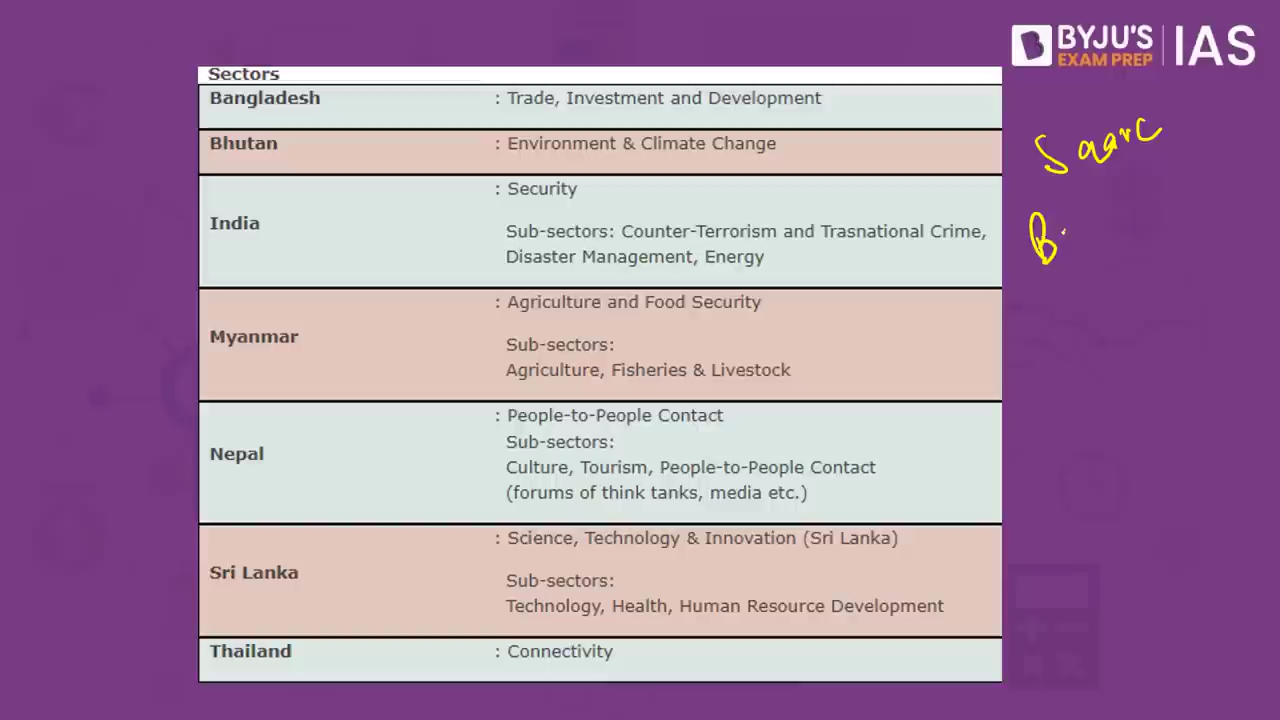 BYJU'S
EXAM PREP
IAS
Sectors
Bangladesh : Trade, Investment and Development
Bhutan : Environment & Climate Change
India : Security
Sub-sectors: Counter-Terrorism and Trasnational Crime,
Disaster Management, Energy
Myanmar : Agriculture and Food Security
Sub-sectors:
Agriculture, Fisheries & Livestock
Nepal : People-to-People Contact
Sub-sectors:
Culture, Tourism, People-to-People Contact
(forums of think tanks, media etc.)
Sri Lanka : Science, Technology & Innovation (Sri Lanka)
Sub-sectors:
Technology, Health, Human Resource Development
Thailand : Connectivity
Saarc
B